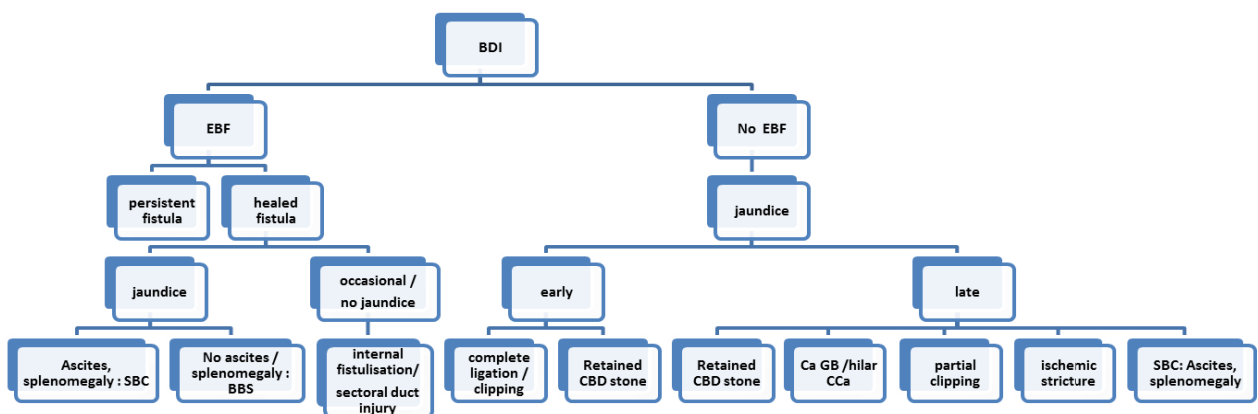 BDI
EBF
No EBF
persistent
fistula
healed
fistula
jaundice
jaundice
occasional /
no jaundice
early
late
Ascites,
splenomegaly : SBC
No ascites /
splenomegaly :
BBS
internal
fistulisation/
sectoral duct
injury
complete
ligation /
clipping
Retained
CBD stone
Retained
CBD stone
Ca GB /hilar
CCa
partial
clipping
ischemic
stricture
SBC: Ascites,
splenomegaly